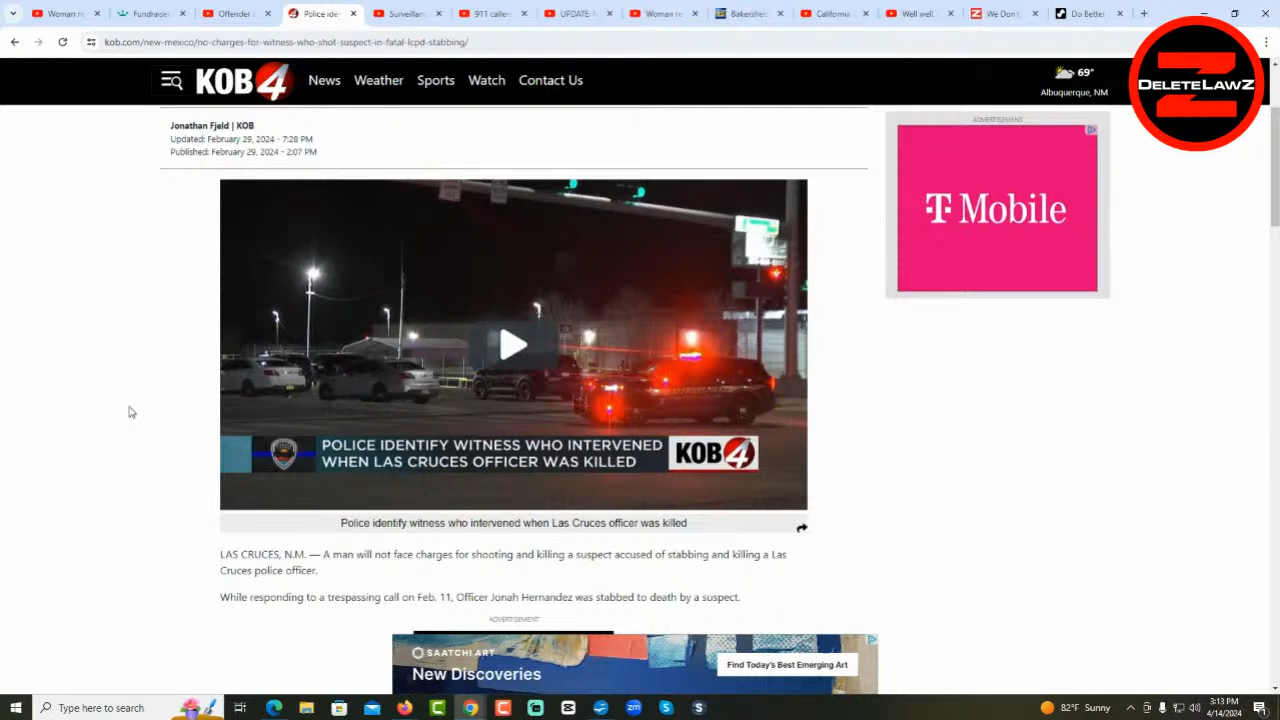 Woman re
Fundraiser
Offender
Police ide
Surveillan
911 caller
UPDATE:
Woman re
Bakersfie
California
Well well,
We Don't
Do Better
kob.com/new-mexico/no-charges-for-witness-who-shot-suspect-in-fatal-lcpd-stabbing/
KOB 4
News
Weather
Sports
Watch
Contact Us
69°
Albuquerque, NM
DELETELAWZ
Jonathan Fjeld | KOB
Updated: February 29, 2024 - 7:28 PM
Published: February 29, 2024 - 2:07 PM
ADVERTISEMENT
T Mobile
POLICE IDENTIFY WITNESS WHO INTERVENED
WHEN LAS CRUCES OFFICER WAS KILLED
KOB 4
Police identify witness who intervened when Las Cruces officer was killed
LAS CRUCES, N.M. — A man will not face charges for shooting and killing a suspect accused of stabbing and killing a Las
Cruces police officer.
While responding to a trespassing call on Feb. 11, Officer Jonah Hernandez was stabbed to death by a suspect.
ADVERTISEMENT
SAATCHI ART
New Discoveries
Find Today's Best Emerging Art
Type here to search
82°F Sunny
3:13 PM
4/14/2024